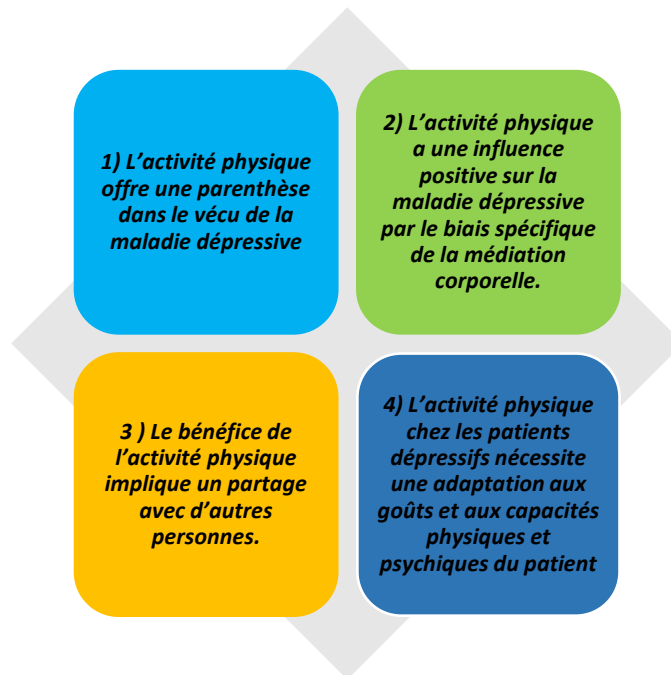 1) L’activité physique
offre une parenthèse
dans le vécu de la
maladie dépressive
2) L’activité physique
a une influence
positive sur la
maladie dépressive
par le biais spécifique
de la médiation
corporelle.
3 ) Le bénéfice de
l’activité physique
implique un partage
avec d’autres
personnes.
4) L’activité physique
chez les patients
dépressifs nécessite
une adaptation aux
goûts et aux capacités
physiques et
psychiques du patient